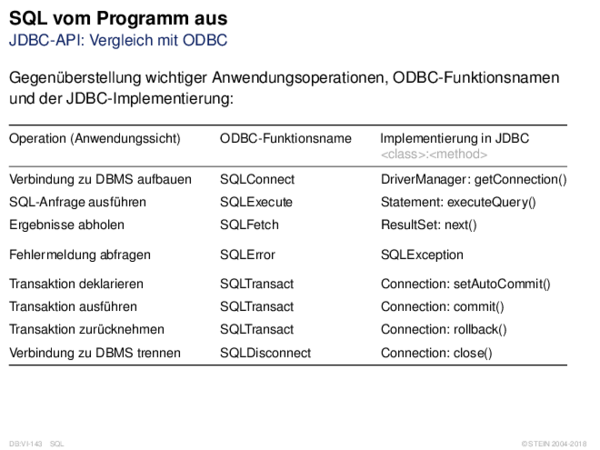 SQL vom Programm aus
JDBC-API: Vergleich mit ODBC
Gegenüberstellung wichtiger Anwendungsoperationen, ODBC-Funktionsnamen
und der JDBC-Implementierung:
Operation (Anwendungssicht) ODBC-Funktionsname Implementierung in JDBC
<class>:<method>
Verbindung zu DBMS aufbauen SQLConnect DriverManager: getConnection()
SQL-Anfrage ausführen SQLExecute Statement: executeQuery()
Ergebnisse abholen SQLFetch ResultSet: next()
Fehlermeldung abfragen SQLError SQLException
Transaktion deklarieren SQLTransact Connection: setAutoCommit()
Transaktion ausführen SQLTransact Connection: commit()
Transaktion zurücknehmen SQLTransact Connection: rollback()
Verbindung zu DBMS trennen SQLDisconnect Connection: close()
DB:VI-143 SQL ©STEIN 2004-2018